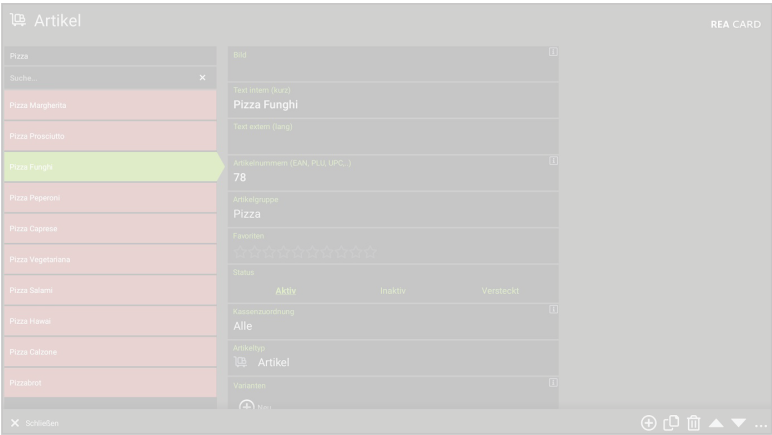 Artikel
REA CARD
Pizza
Suche...
Pizza Margherita
Pizza Prosciutto
Pizza Funghi
Pizza Peperoni
Pizza Caprese
Pizza Vegetariana
Pizza Salami
Pizza Hawai
Pizza Calzone
Pizzabrot
Bild
Text intern (kurz)
Pizza Funghi
Text extern (lang)
Artikelnummern (EAN, PLU, UPC,..)
78
Artikelgruppe
Pizza
Favoriten
Status
Aktiv Inaktiv Versteckt
Kassenzuordnung
Alle
Artikeltyp
Artikel
Varianten
Neu
Schließen